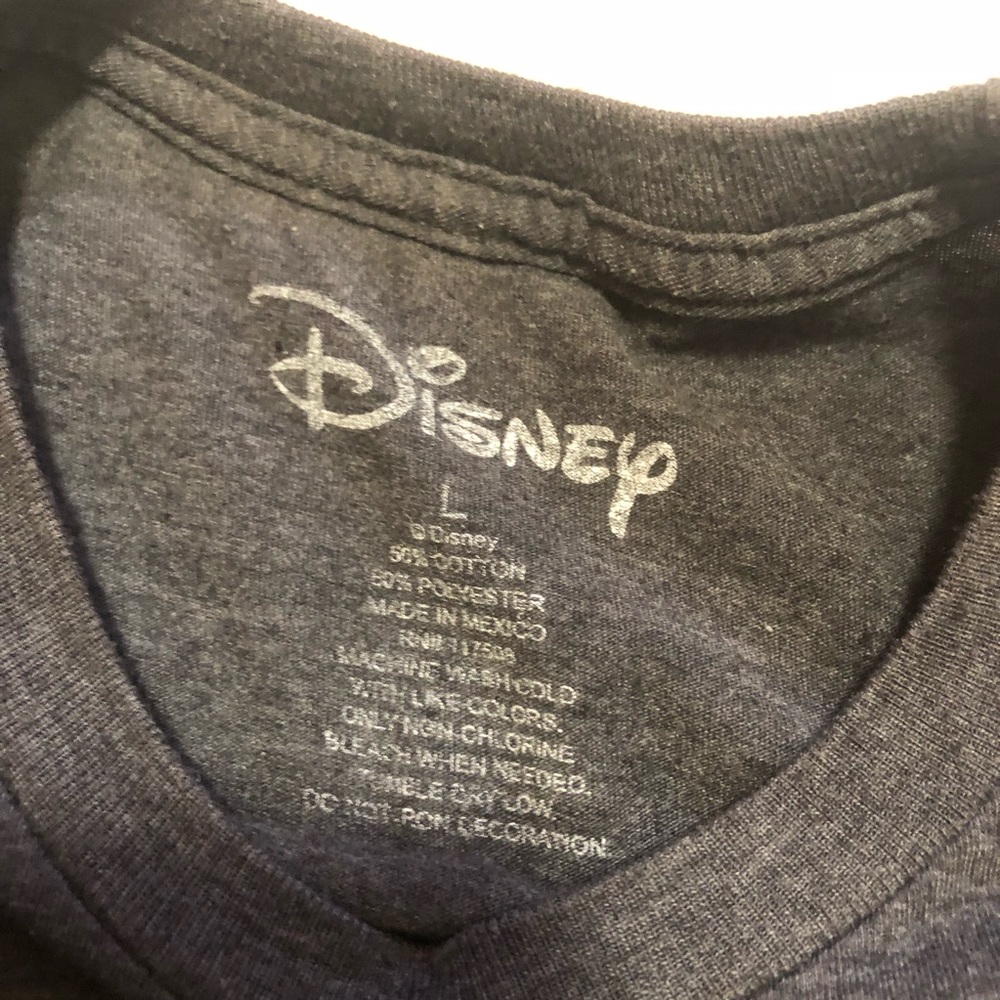 Disney
L
© Disney
50% COTTON
50% POLYESTER
MADE IN MEXICO
RN#
MACHINE WASH COLD
WITH LIKE COLORS.
ONLY NON-CHLORINE
BLEACH WHEN NEEDED.
TUMBLE DRY LOW.
DO NOT IRON DECORATION.